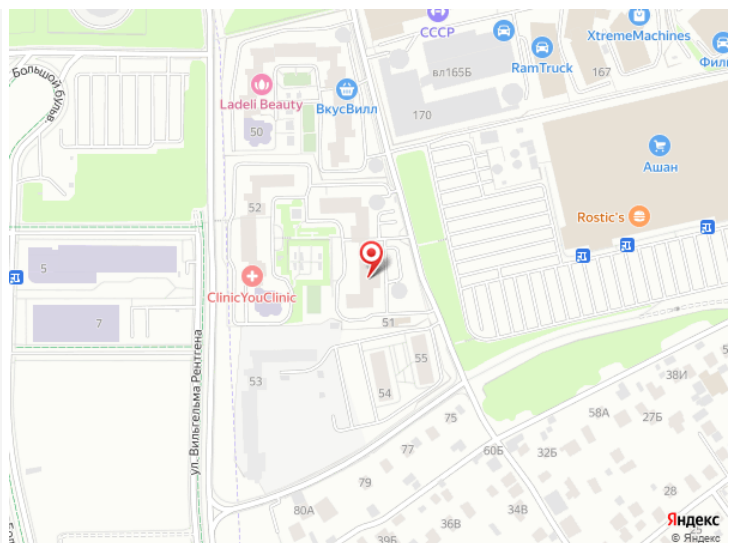 СССР
XtremeMachines
RamTruck
167
вл165Б
170
Большой бульв.
Ladeli Beauty
ВкусВилл
50
Ашан
Rostic's
52
5
ClinicYouClinic
7
51
ул. Вильгельма Рентгена
53
55
54
58
38И
58А
27Б
75
77
60Б
32Б
79
28
80А
34В
36В
39Б
25
Яндекс
© Яндекс